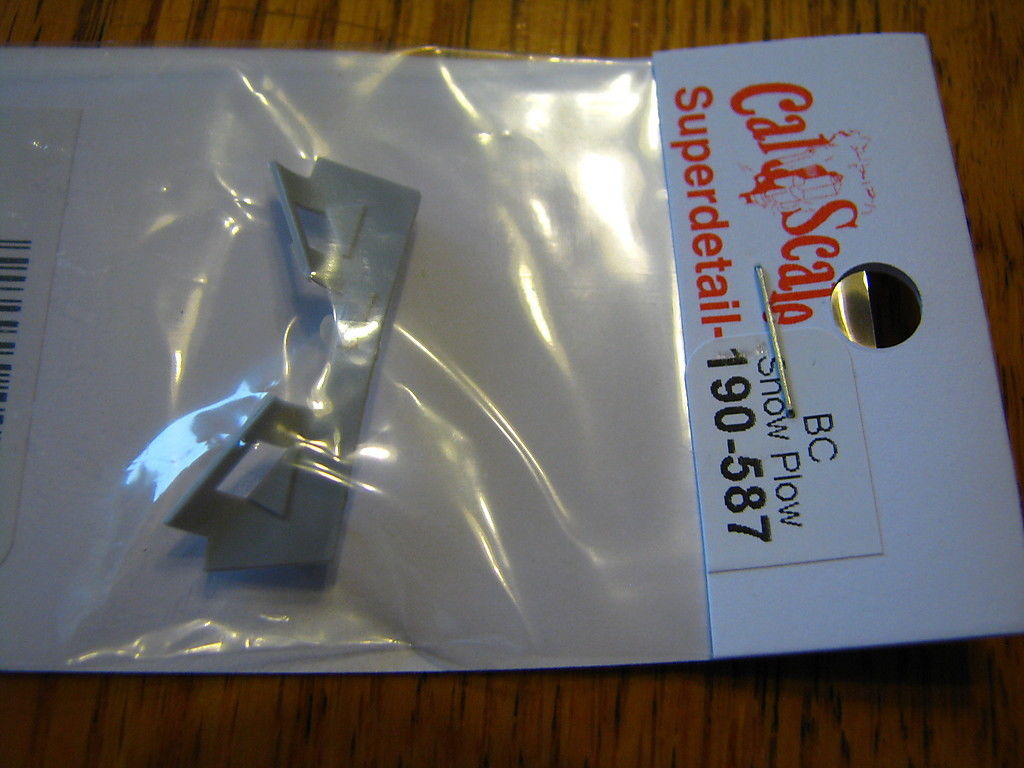 Cal Scale
Superdetail-
BC
Snow Plow
190-587